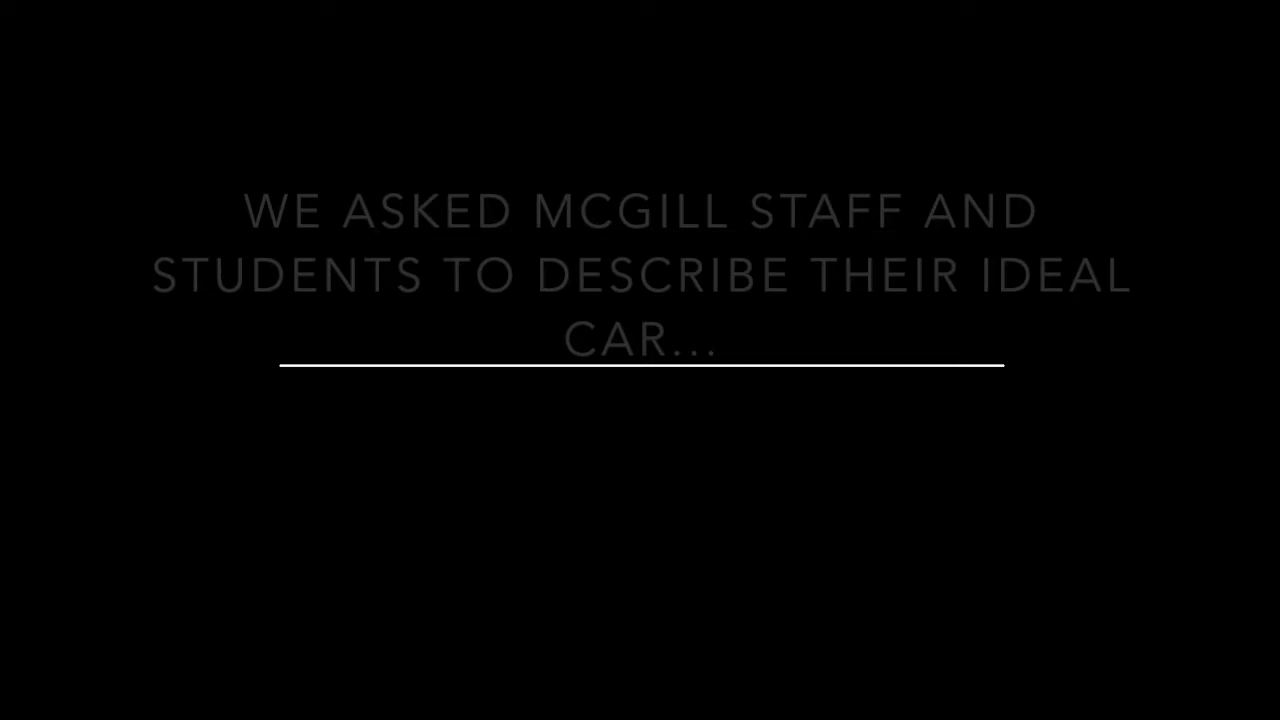 WE ASKED MCGILL STAFF AND
STUDENTS TO DESCRIBE THEIR IDEAL
CAR...